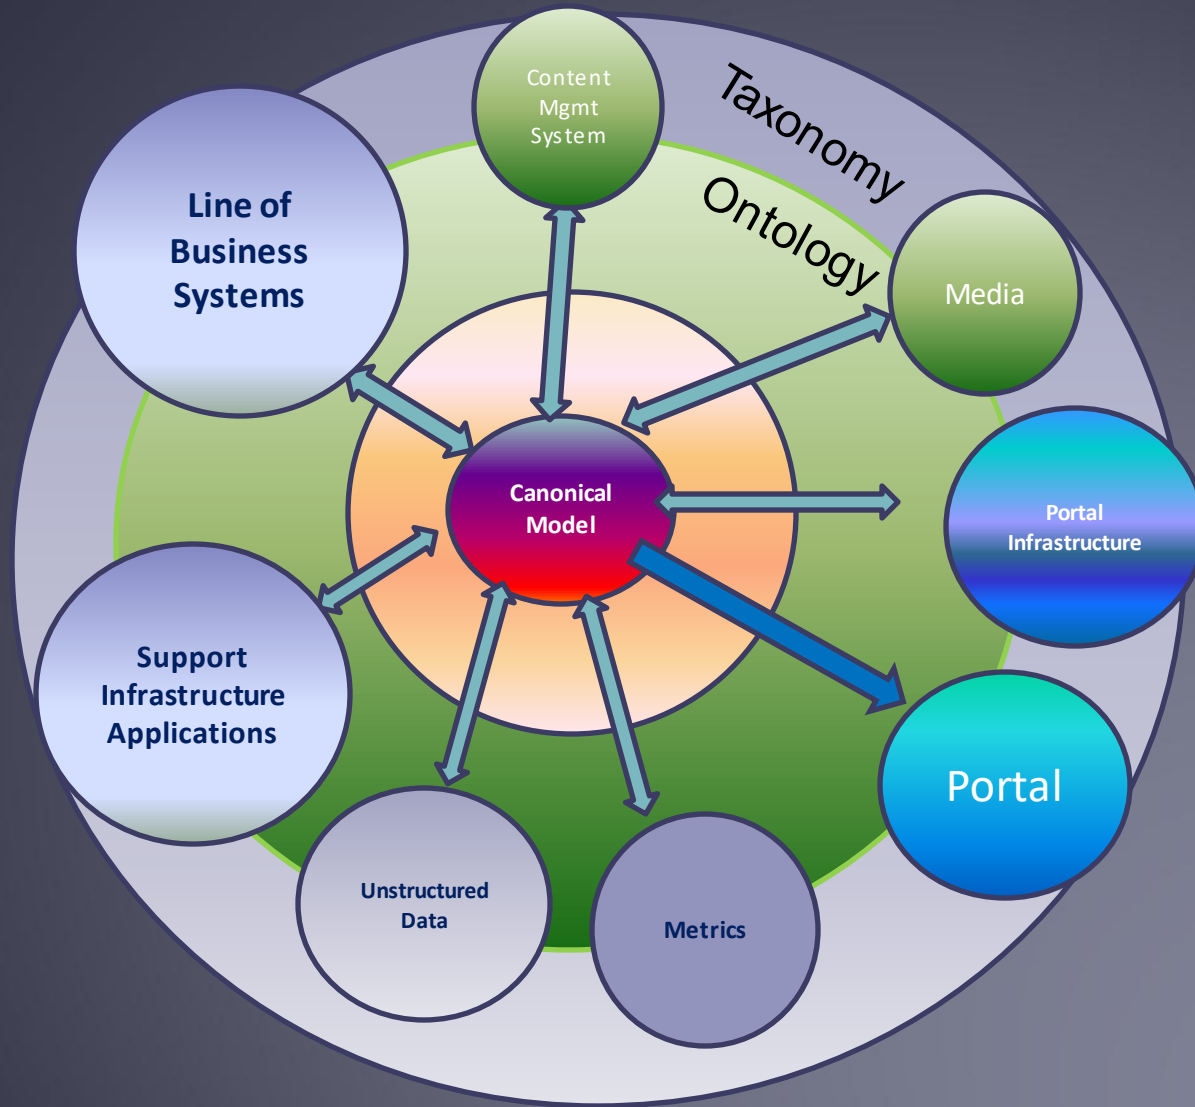 Content
Mgmt
System
Taxonomy
Ontology
Line of
Business
Systems
Media
Canonical
Model
Portal
Infrastructure
Support
Infrastructure
Applications
Portal
Unstructured
Data
Metrics